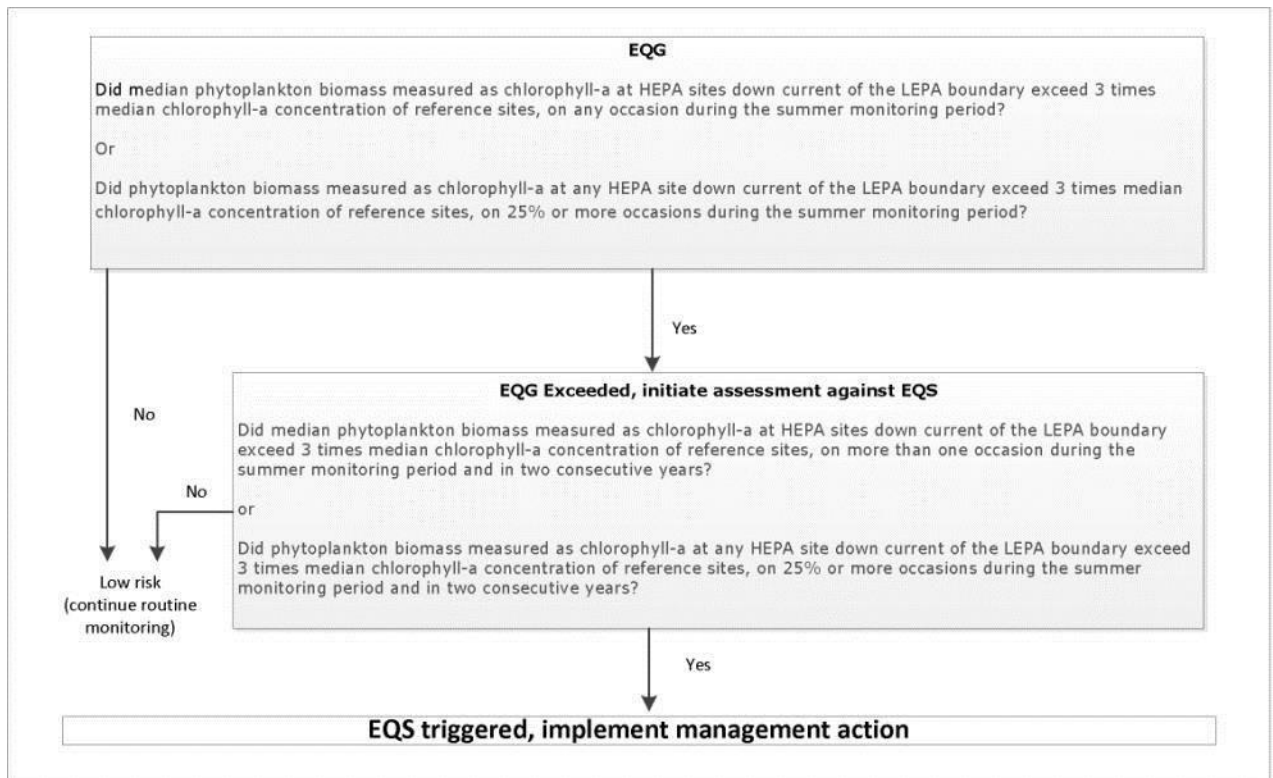 EQG
Did median phytoplankton biomass measured as chlorophyll-a at HEPA sites down current of the LEPA boundary exceed 3 times
median chlorophyll-a concentration of reference sites, on any occasion during the summer monitoring period?
Or
Did phytoplankton biomass measured as chlorophyll-a at any HEPA site down current of the LEPA boundary exceed 3 times median
chlorophyll-a concentration of reference sites, on 25% or more occasions during the summer monitoring period?
Yes
No
EQG Exceeded, initiate assessment against EQS
Did median phytoplankton biomass measured as chlorophyll-a at HEPA sites down current of the LEPA boundary
exceed 3 times median chlorophyll-a concentration of reference sites, on more than one occasion during the
summer monitoring period and in two consecutive years?
or
Did phytoplankton biomass measured as chlorophyll-a at any HEPA site down current of the LEPA boundary exceed
3 times median chlorophyll-a concentration of reference sites, on 25% or more occasions during the summer
monitoring period and in two consecutive years?
No
Low risk
(continue routine
monitoring)
Yes
EQS triggered, implement management action